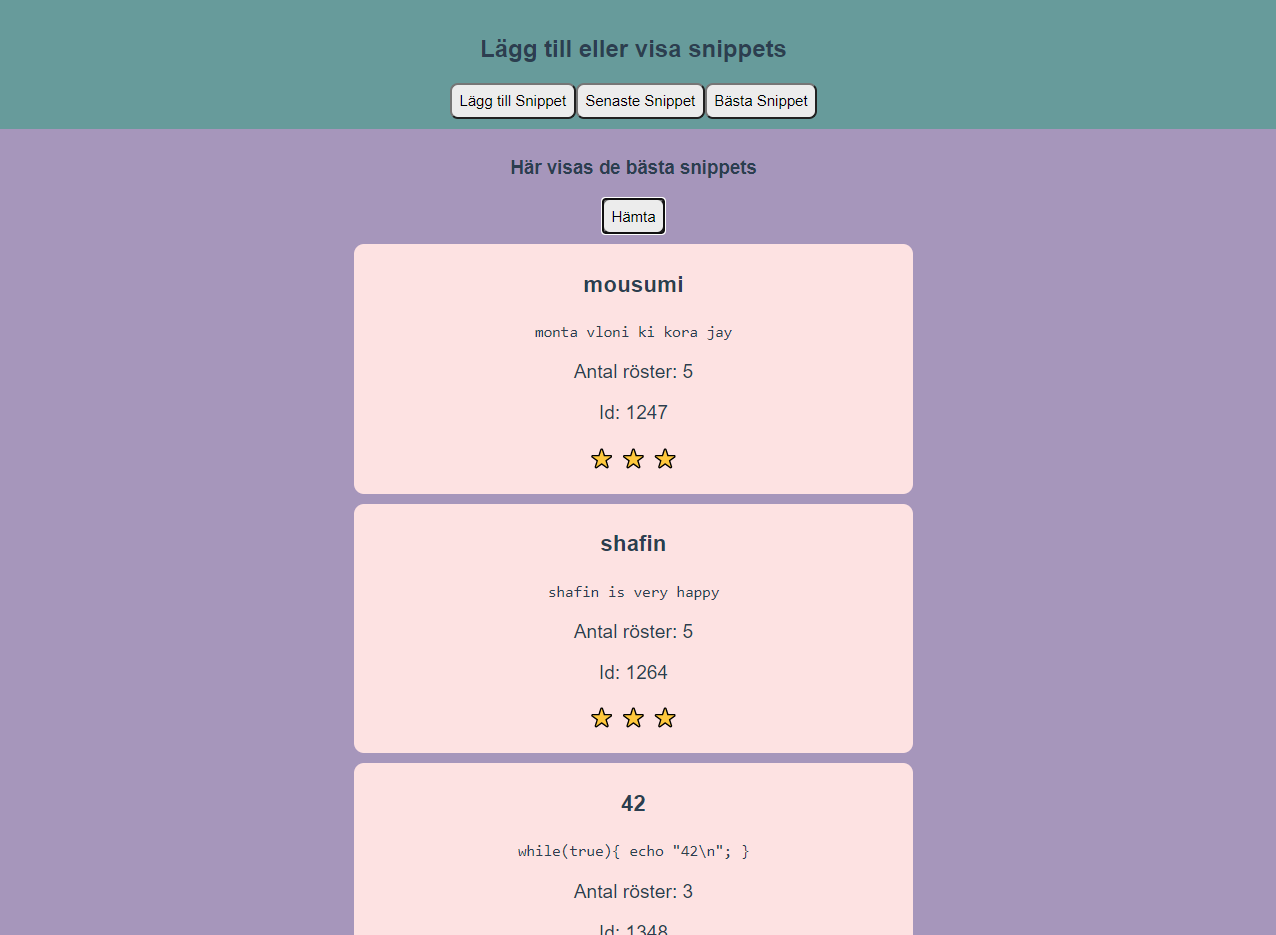 Lägg till eller visa snippets
Lägg till Snippet Senaste Snippet Bästa Snippet
Här visas de bästa snippets
Hämta
mousumi
monta vloni ki kora jay
Antal röster: 5
Id: 1247
shafin
shafin is very happy
Antal röster: 5
Id: 1264
42
while(true){ echo "42\n"; }
Antal röster: 3
Id: 1348